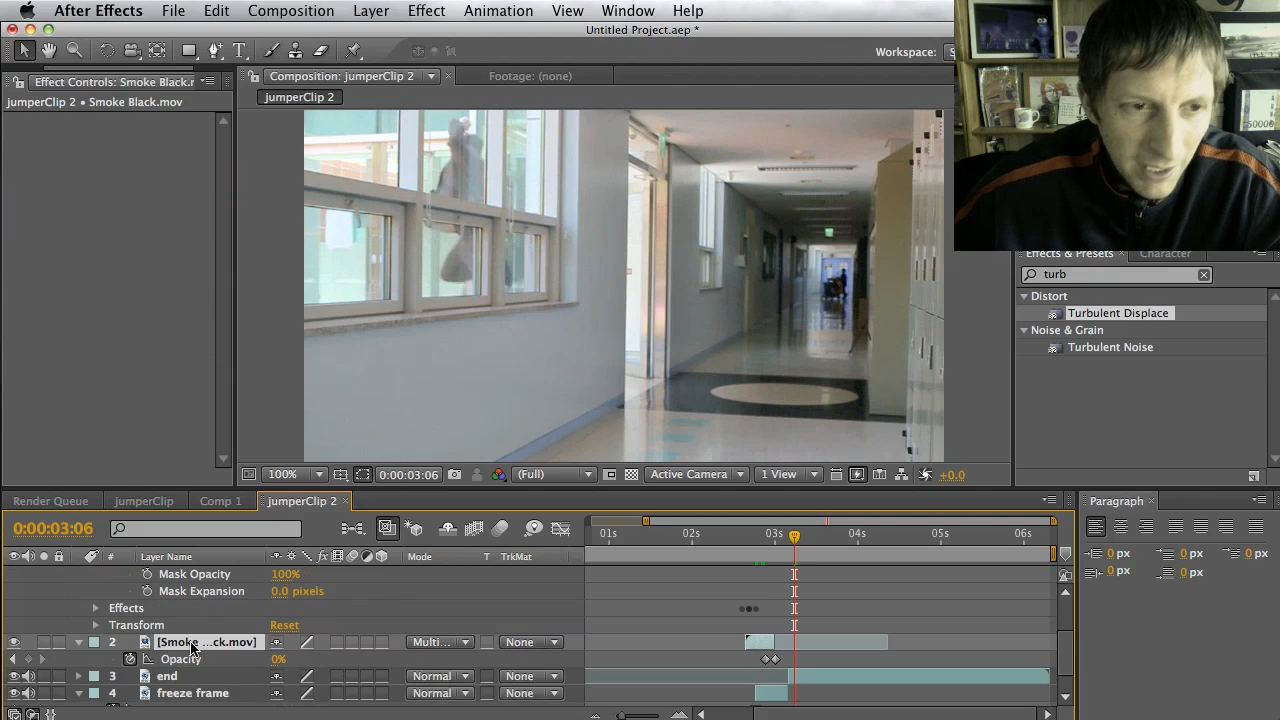 After Effects File Edit Composition Layer Effect Animation View Window Help
Untitled Project.aep *
Workspace: S
Effect Controls: Smoke Black.m
Composition: jumperClip 2
Footage: (none)
jumperClip 2 • Smoke Black.mov
jumperClip 2
50000
Effects & Presets Character
turb
Distort
Turbulent Displace
Noise & Grain
Turbulent Noise
100% 0:00:03:06 (Full) Active Camera 1 View +0.0
Render Queue jumperClip Comp 1 jumperClip 2
Paragraph
0:00:03:06
01s 02s 03s 04s 05s 06s
# Layer Name Mode T TrkMat
0 px 0 px 0 px
0 px 0 px
Mask Opacity 100%
Mask Expansion 0.0 pixels
Effects
Transform Reset
2 [Smoke ...ck.mov] Multi... None
Opacity 0%
3 end Normal None
4 freeze frame Normal None